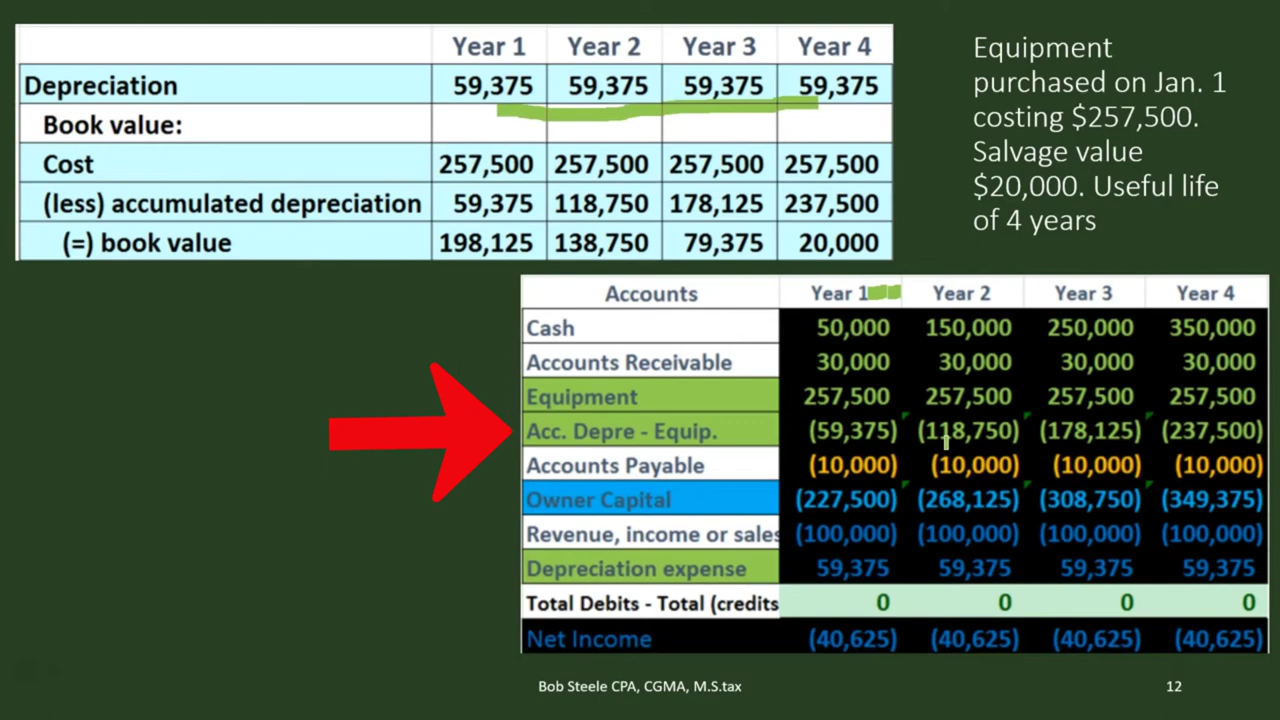 Year 1 Year 2 Year 3 Year 4
Depreciation 59,375 59,375 59,375 59,375
Book value:
Cost 257,500 257,500 257,500 257,500
(less) accumulated depreciation 59,375 118,750 178,125 237,500
(=) book value 198,125 138,750 79,375 20,000
Equipment
purchased on Jan. 1
costing $257,500.
Salvage value
$20,000. Useful life
of 4 years
Accounts Year 1 Year 2 Year 3 Year 4
Cash 50,000 150,000 250,000 350,000
Accounts Receivable 30,000 30,000 30,000 30,000
Equipment 257,500 257,500 257,500 257,500
Acc. Depre - Equip. (59,375) (118,750) (178,125) (237,500)
Accounts Payable (10,000) (10,000) (10,000) (10,000)
Owner Capital (227,500) (268,125) (308,750) (349,375)
Revenue, income or sales (100,000) (100,000) (100,000) (100,000)
Depreciation expense 59,375 59,375 59,375 59,375
Total Debits - Total (credits 0 0 0 0
Net Income (40,625) (40,625) (40,625) (40,625)
Bob Steele CPA, CGMA, M.S.tax
12